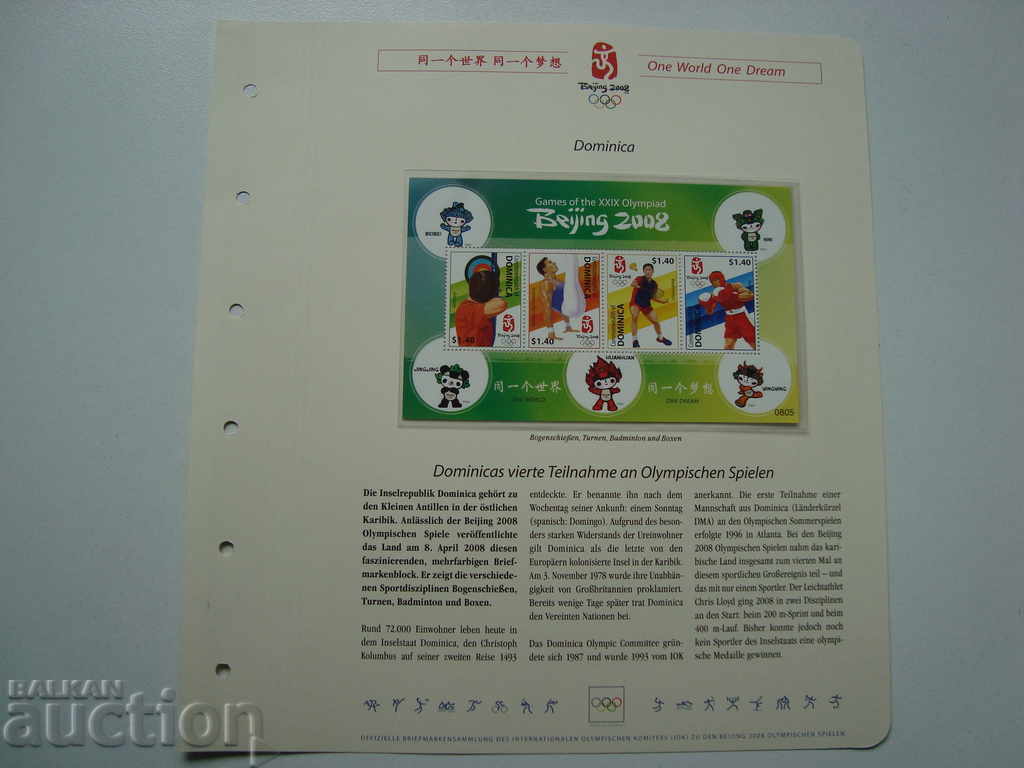 同一个世界 同一个梦想
Beijing 2008
One World One Dream
Dominica
Games of the XXIX Olympiad
Beijing 2008
BEIBEI
NINI
DOMINICA
$1.40
Beijing 2008
DOMINICA
$1.40
Beijing 2008
$1.40
Beijing 2008
DOMINICA
$1.40
Beijing 2008
DOMINICA
JINGJING
HUANHUAN
YINGYING
同一个世界
ONE WORLD
同一个梦想
ONE DREAM
0805
Bogenschießen, Turnen, Badminton und Boxen
Dominicas vierte Teilnahme an Olympischen Spielen
Die Inselrepublik Dominica gehört zu
den Kleinen Antillen in der östlichen
Karibik. Anlässlich der Beijing 2008
Olympischen Spiele veröffentlichte
das Land am 8. April 2008 diesen
faszinierenden, mehrfarbigen Brief-
markenblock. Er zeigt die verschiede-
nen Sportdisziplinen Bogenschießen,
Turnen, Badminton und Boxen.
Rund 72.000 Einwohner leben heute in
dem Inselstaat Dominica, den Christoph
Kolumbus auf seiner zweiten Reise 1493
entdeckte. Er benannte ihn nach dem
Wochentag seiner Ankunft: einem Sonntag
(spanisch: Domingo). Aufgrund des beson-
ders starken Widerstands der Ureinwohner
gilt Dominica als die letzte von den
Europäern kolonisierte Insel in der Karibik.
Am 3. November 1978 wurde ihre Unabhän-
gigkeit von Großbritannien proklamiert.
Bereits wenige Tage später trat Dominica
den Vereinten Nationen bei.
Das Dominica Olympic Committee grün-
dete sich 1987 und wurde 1993 vom IOK
anerkannt. Die erste Teilnahme einer
Mannschaft aus Dominica (Länderkürzel
DMA) an den Olympischen Sommerspielen
erfolgte 1996 in Atlanta. Bei den Beijing
2008 Olympischen Spielen nahm das kari-
bische Land insgesamt zum vierten Mal an
diesem sportlichen Großereignis teil – und
das mit nur einem Sportler. Der Leichtathlet
Chris Lloyd ging 2008 in zwei Disziplinen
an den Start: beim 200 m-Sprint und beim
400 m-Lauf. Bisher konnte jedoch noch
kein Sportler des Inselstaats eine olympi-
sche Medaille gewinnen.
OFFIZIELLE BRIEFMARKENSAMMLUNG DES INTERNATIONALEN OLYMPISCHEN KOMITEES (IOK) ZU DEN BEIJING 2008 OLYMPISCHEN SPIELEN
BALKAN
auction